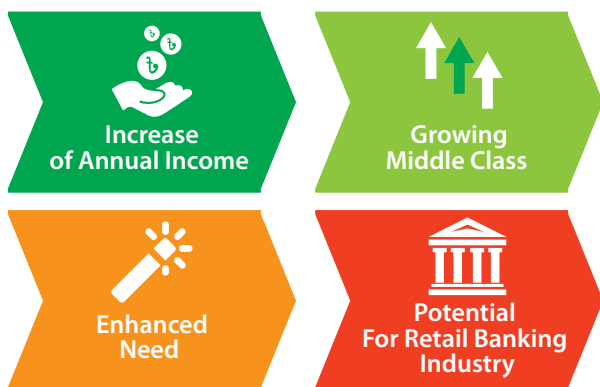 ৳
৳
৳
Increase
of Annual Income
Growing
Middle Class
Enhanced
Need
Potential
For Retail Banking
Industry